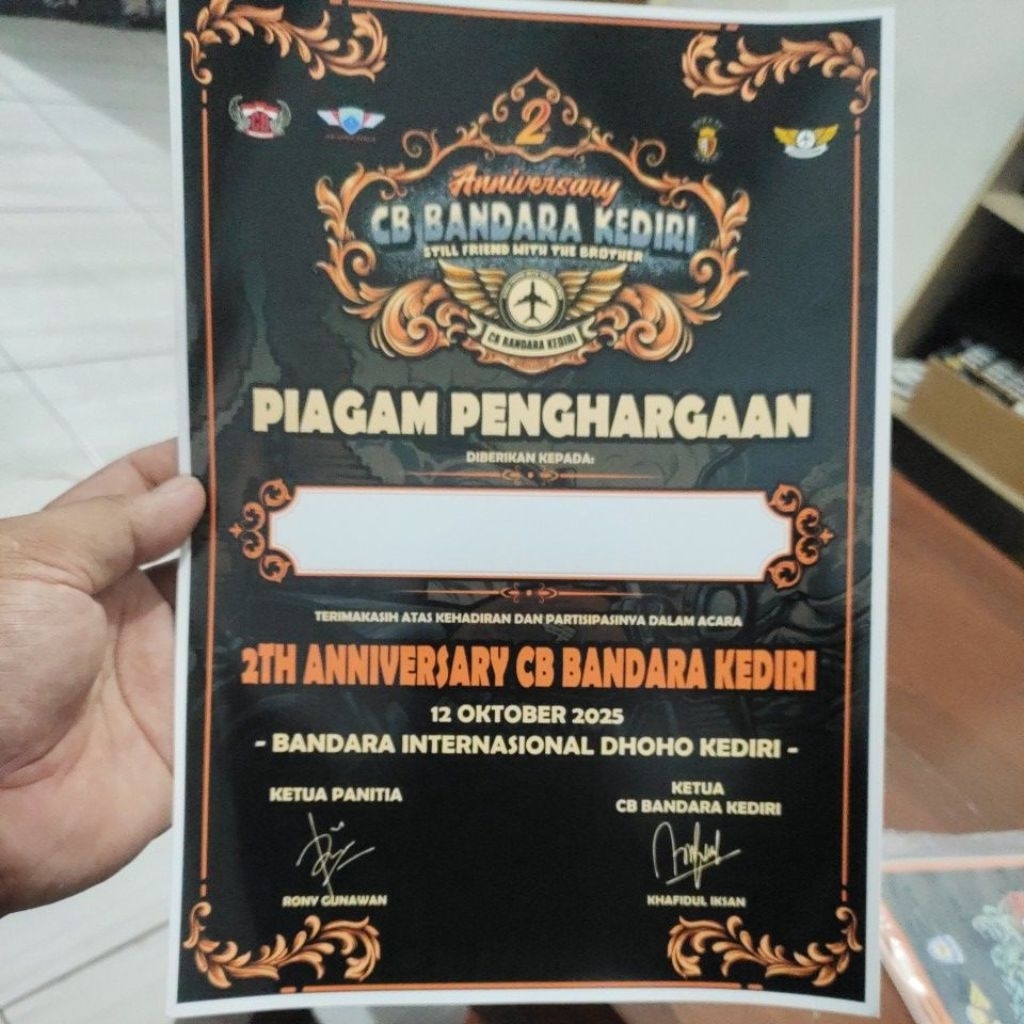 2
Anniversary
CB BANDARA KEDIRI
STILL FRIEND WITH THE BROTHER
CB BANDARA KEDIRI
PIAGAM PENGHARGAAN
DIBERIKAN KEPADA:
TERIMAKASIH ATAS KEHADIRAN DAN PARTISIPASINYA DALAM ACARA
2TH ANNIVERSARY CB BANDARA KEDIRI
12 OKTOBER 2025
- BANDARA INTERNASIONAL DHOHO KEDIRI -
KETUA PANITIA
RONY GUNAWAN
KETUA
CB BANDARA KEDIRI
KHAFIDUL IKSAN